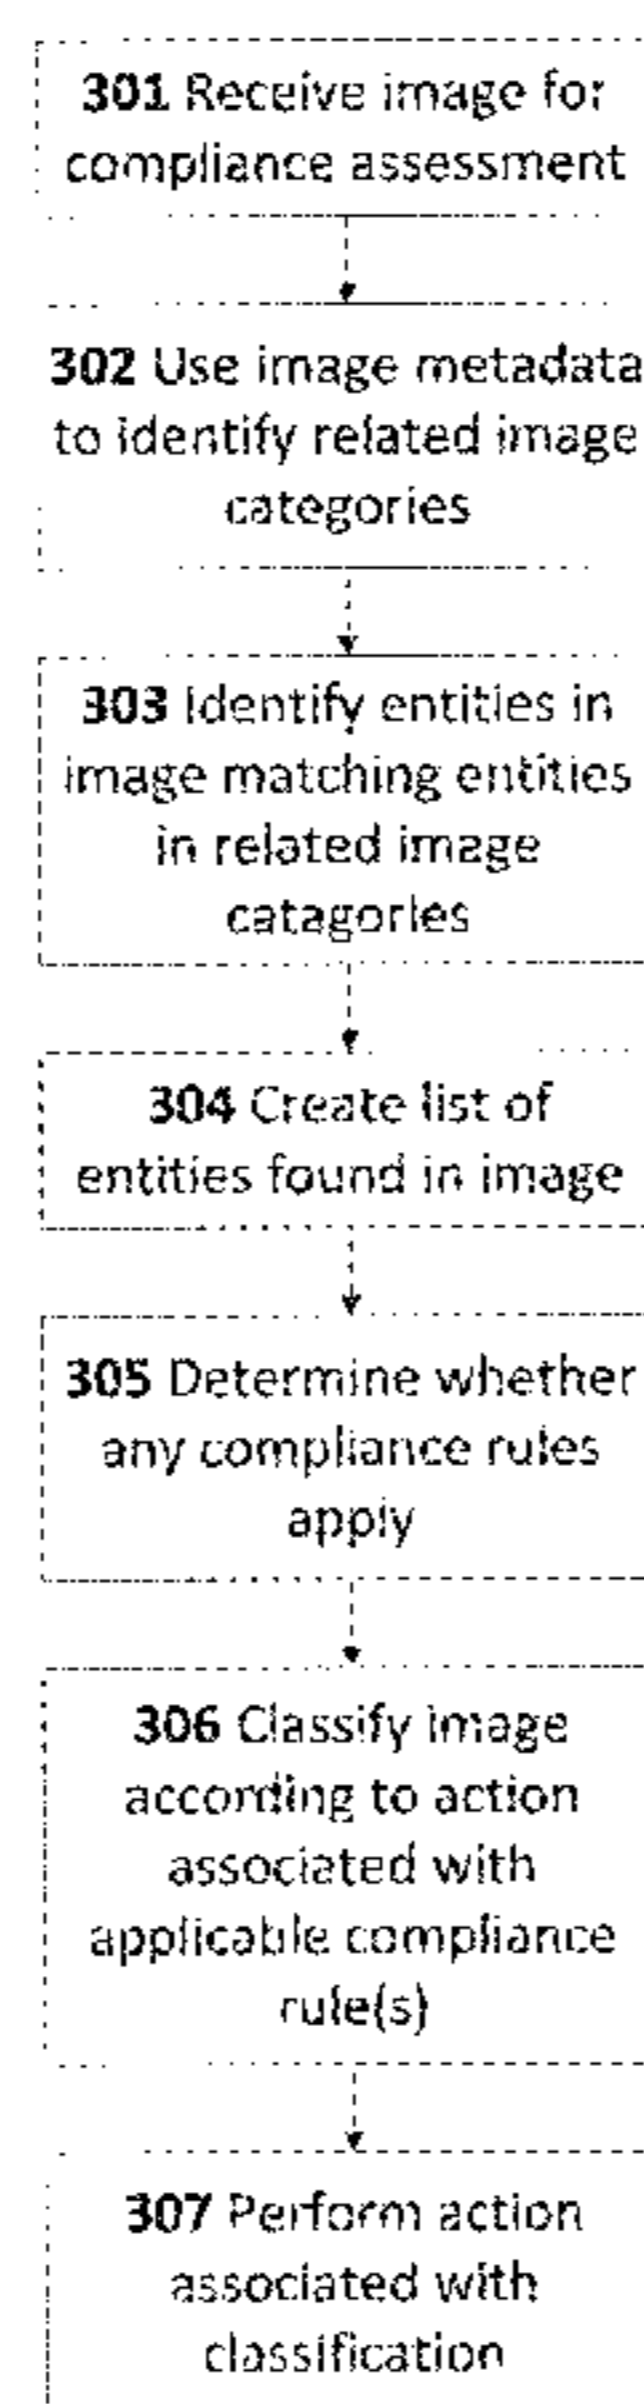 301 Receive image for
compliance assessment
302 Use image metadata
to identify related image
categories
303 Identify entities in
image matching entities
in related image
catagories
304 Create list of
entities found in image
305 Determine whether
any compliance rules
apply
306 Classify image
according to action
associated with
applicable compliance
rule(s)
307 Perform action
associated with
classification